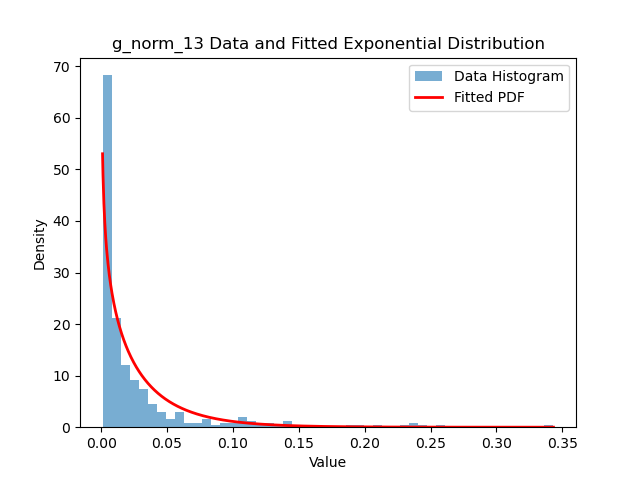 g_norm_13 Data and Fitted Exponential Distribution
Data Histogram
Fitted PDF
Density
70
60
50
40
30
20
10
0
0.00 0.05 0.10 0.15 0.20 0.25 0.30 0.35
Value